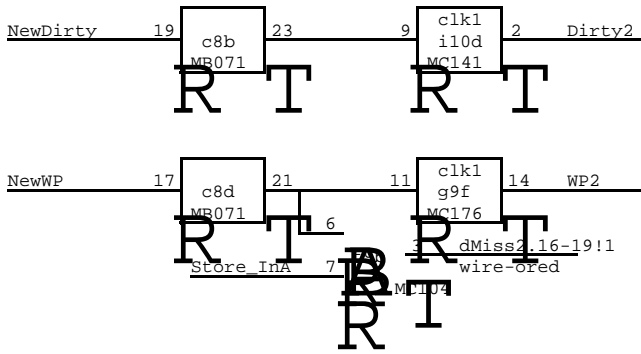 NewDirty 19 c8b 23 9 clk1 2 Dirty2
i10d
MB071 MC141
R T R T
NewWP 17 c8d 21 11 clk1 14 WP2
g9f
MB071 MC176
R T R T
6
3 dMiss2.16-19!1
Store_InA 7 wire-ored
MC104
B
R T
R